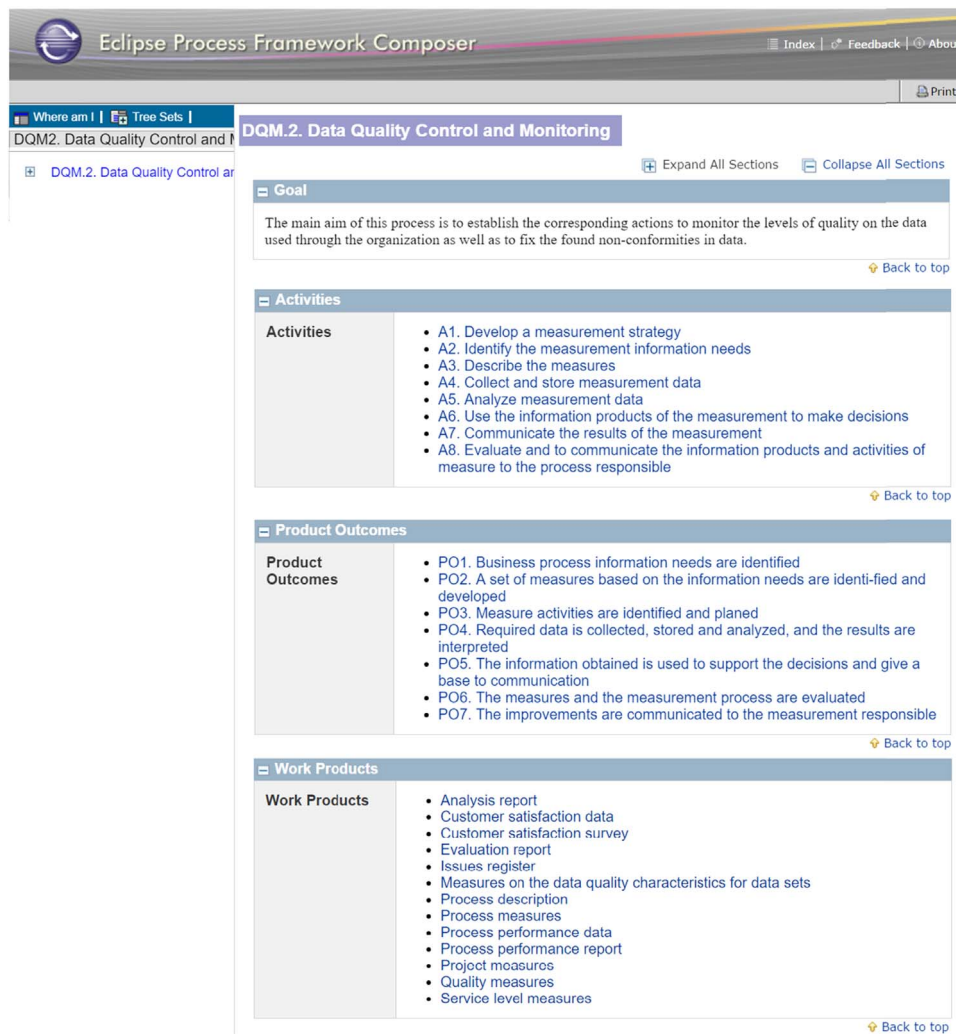 Eclipse Process Framework Composer
Index | Feedback | Abou
Print
Where am I | Tree Sets |
DQM2. Data Quality Control and M
DQM.2. Data Quality Control an
DQM.2. Data Quality Control and Monitoring
Expand All Sections Collapse All Sections
Goal
The main aim of this process is to establish the corresponding actions to monitor the levels of quality on the data
used through the organization as well as to fix the found non-conformities in data.
Back to top
Activities
Activities
• A1. Develop a measurement strategy
• A2. Identify the measurement information needs
• A3. Describe the measures
• A4. Collect and store measurement data
• A5. Analyze measurement data
• A6. Use the information products of the measurement to make decisions
• A7. Communicate the results of the measurement
• A8. Evaluate and to communicate the information products and activities of
measure to the process responsible
Back to top
Product Outcomes
Product
Outcomes
• PO1. Business process information needs are identified
• PO2. A set of measures based on the information needs are identi-fied and
developed
• PO3. Measure activities are identified and planed
• PO4. Required data is collected, stored and analyzed, and the results are
interpreted
• PO5. The information obtained is used to support the decisions and give a
base to communication
• PO6. The measures and the measurement process are evaluated
• PO7. The improvements are communicated to the measurement responsible
Back to top
Work Products
Work Products
• Analysis report
• Customer satisfaction data
• Customer satisfaction survey
• Evaluation report
• Issues register
• Measures on the data quality characteristics for data sets
• Process description
• Process measures
• Process performance data
• Process performance report
• Project measures
• Quality measures
• Service level measures
Back to top